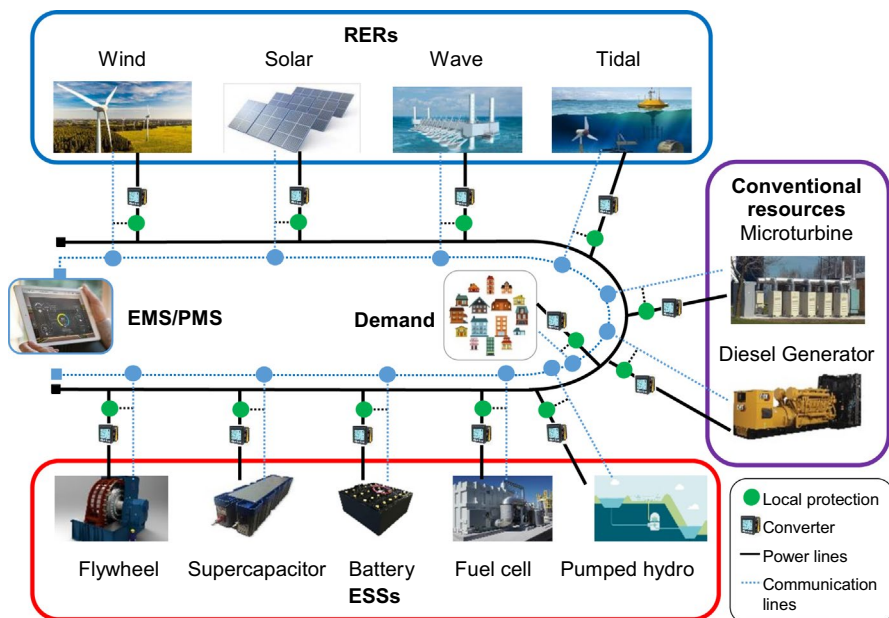 RERs
Wind
Solar
Wave
Tidal
Conventional
resources
Microturbine
EMS/PMS
Demand
Diesel Generator
Flywheel
Supercapacitor
Battery
Fuel cell
Pumped hydro
ESSs
Local protection
Converter
Power lines
Communication
lines